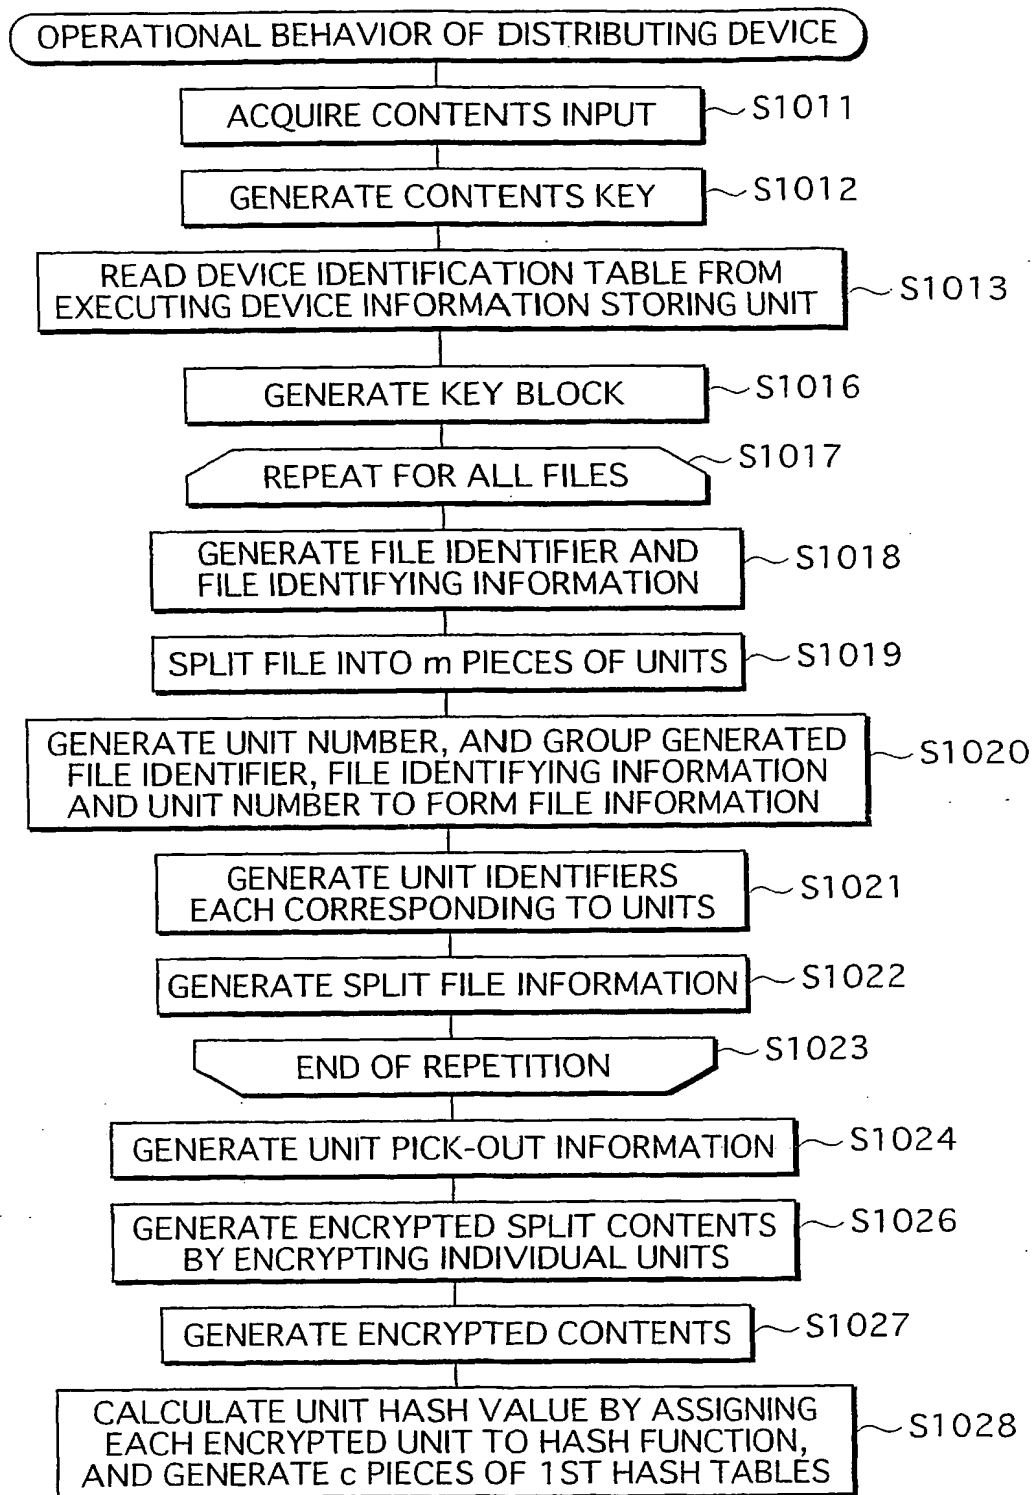 OPERATIONAL BEHAVIOR OF DISTRIBUTING DEVICE
ACQUIRE CONTENTS INPUT
S1011
GENERATE CONTENTS KEY
S1012
READ DEVICE IDENTIFICATION TABLE FROM
EXECUTING DEVICE INFORMATION STORING UNIT
S1013
GENERATE KEY BLOCK
S1016
REPEAT FOR ALL FILES
S1017
GENERATE FILE IDENTIFIER AND
FILE IDENTIFYING INFORMATION
S1018
SPLIT FILE INTO m PIECES OF UNITS
S1019
GENERATE UNIT NUMBER, AND GROUP GENERATED
FILE IDENTIFIER, FILE IDENTIFYING INFORMATION
AND UNIT NUMBER TO FORM FILE INFORMATION
S1020
GENERATE UNIT IDENTIFIERS
EACH CORRESPONDING TO UNITS
S1021
GENERATE SPLIT FILE INFORMATION
S1022
END OF REPETITION
S1023
GENERATE UNIT PICK-OUT INFORMATION
S1024
GENERATE ENCRYPTED SPLIT CONTENTS
BY ENCRYPTING INDIVIDUAL UNITS
S1026
GENERATE ENCRYPTED CONTENTS
S1027
CALCULATE UNIT HASH VALUE BY ASSIGNING
EACH ENCRYPTED UNIT TO HASH FUNCTION,
AND GENERATE c PIECES OF 1ST HASH TABLES
S1028